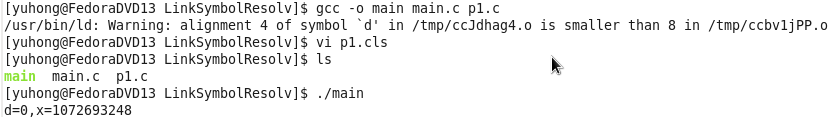 [yuhong@FedoraDVD13 LinkSymbolResolv]$ gcc -o main main.c p1.c
/usr/bin/ld: Warning: alignment 4 of symbol `d' in /tmp/ccJdhag4.o is smaller than 8 in /tmp/ccbv1jPP.o
[yuhong@FedoraDVD13 LinkSymbolResolv]$ vi p1.cls
[yuhong@FedoraDVD13 LinkSymbolResolv]$ ls
main  main.c  p1.c
[yuhong@FedoraDVD13 LinkSymbolResolv]$ ./main
d=0,x=1072693248